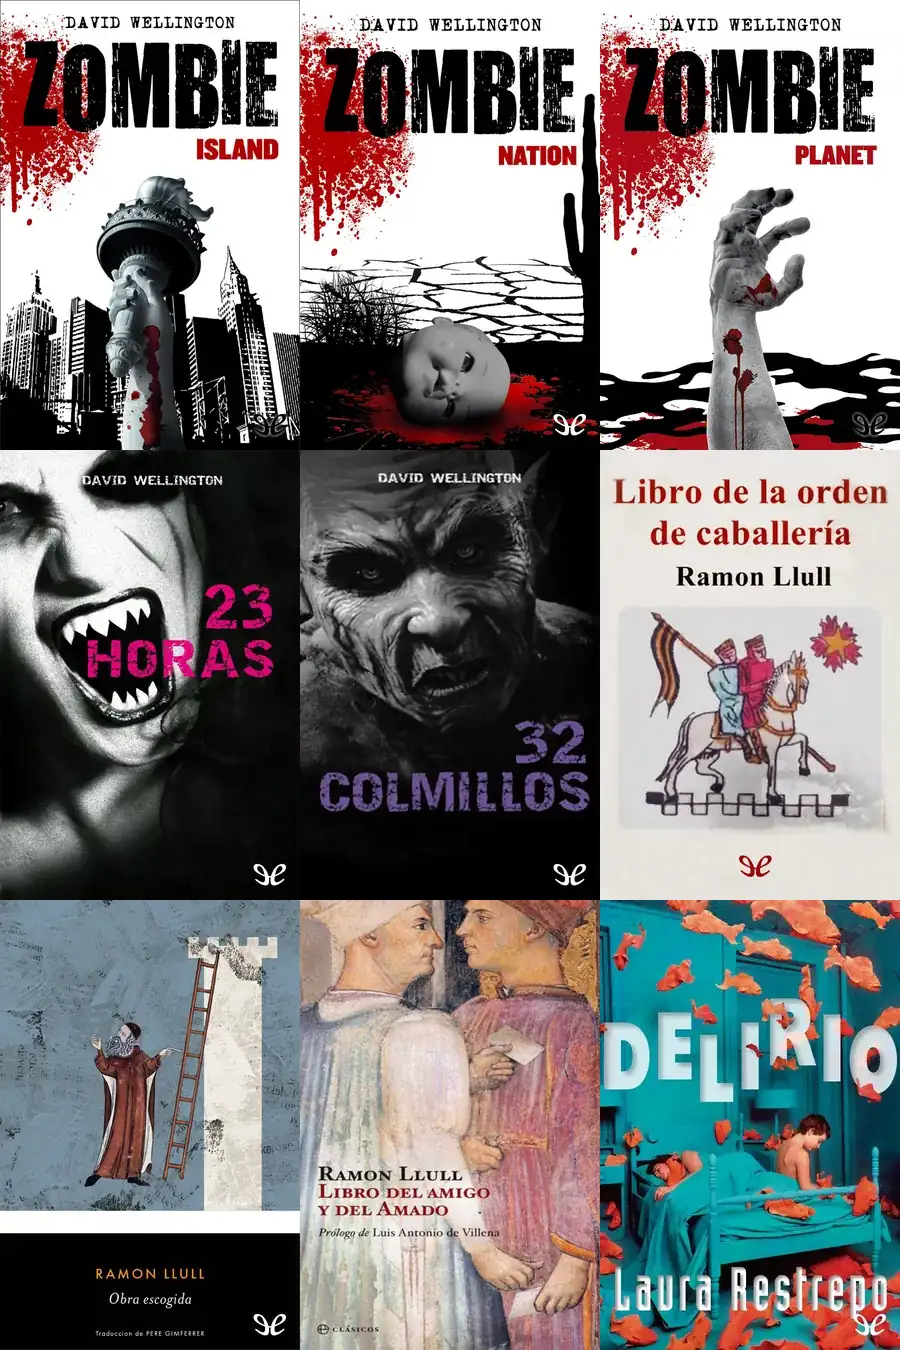 DAVID WELLINGTON
ZOMBIE
ISLAND
DAVID WELLINGTON
ZOMBIE
NATION
DAVID WELLINGTON
ZOMBIE
PLANET
DAVID WELLINGTON
23
HORAS
DAVID WELLINGTON
32
COLMILLOS
Libro de la orden
de caballería
Ramon Llull
RAMON LLULL
Obra escogida
Traduccion de PERE GIMFERRER
RAMON LLULL
LIBRO DEL AMIGO
Y DEL AMADO
Prólogo de Luis Antonio de Villena
CLÁSICOS
DELIRIO
Laura Restrepo